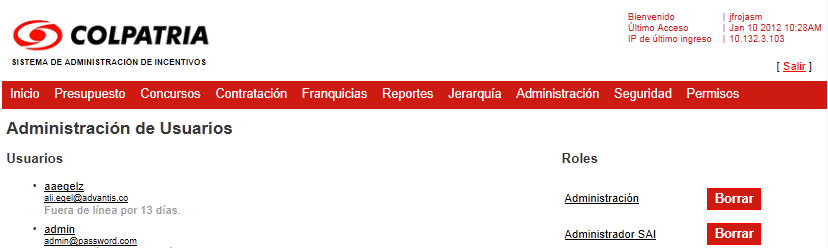 COLPATRIA
SISTEMA DE ADMINISTRACIÓN DE INCENTIVOS
Bienvenido | jfrojasm
Último Acceso | Jan 10 2012 10:28AM
IP de último ingreso | 10.132.3.103
[ Salir ]
Inicio Presupuesto Concursos Contratación Franquicias Reportes Jerarquía Administración Seguridad Permisos
Administración de Usuarios
Usuarios
• aaegelz
ali.egel@advantis.co
Fuera de línea por 13 días.
• admin
admin@password.com
Roles
Administración Borrar
Administrador SAI Borrar